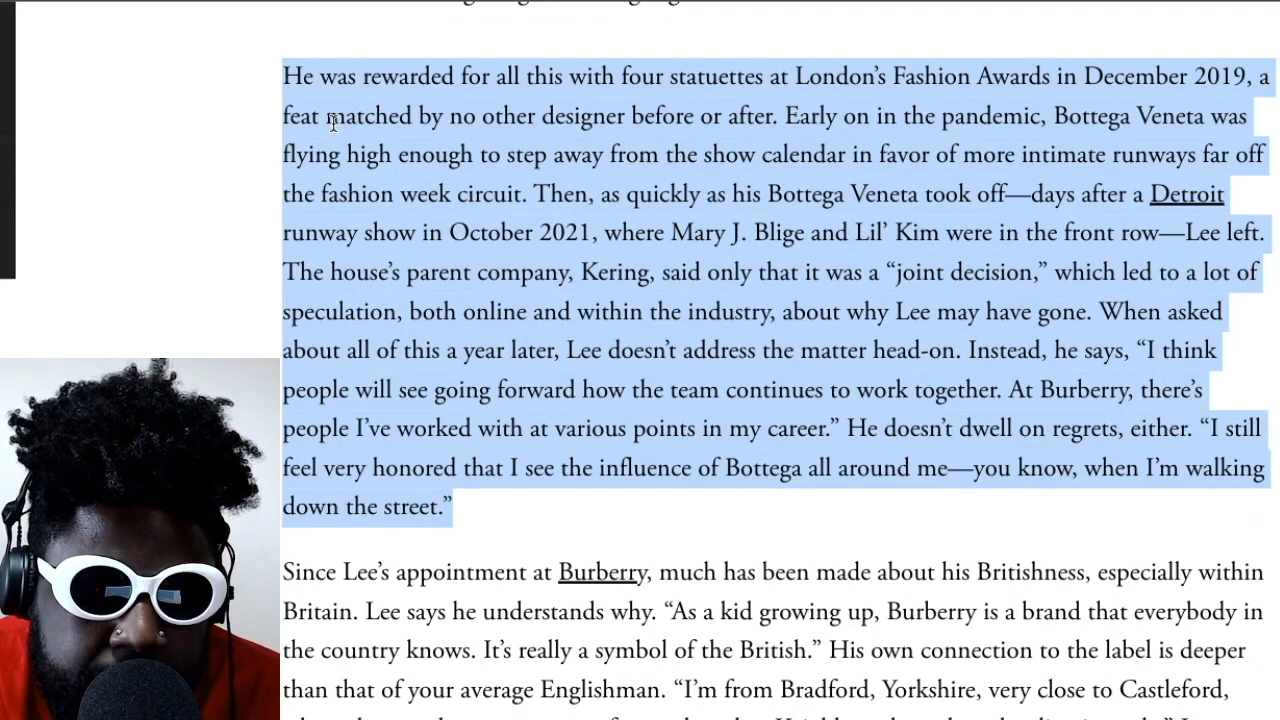 He was rewarded for all this with four statuettes at London’s Fashion Awards in December 2019, a
feat matched by no other designer before or after. Early on in the pandemic, Bottega Veneta was
flying high enough to step away from the show calendar in favor of more intimate runways far off
the fashion week circuit. Then, as quickly as his Bottega Veneta took off—days after a Detroit
runway show in October 2021, where Mary J. Blige and Lil’ Kim were in the front row—Lee left.
The house’s parent company, Kering, said only that it was a “joint decision,” which led to a lot of
speculation, both online and within the industry, about why Lee may have gone. When asked
about all of this a year later, Lee doesn’t address the matter head-on. Instead, he says, “I think
people will see going forward how the team continues to work together. At Burberry, there’s
people I’ve worked with at various points in my career.” He doesn’t dwell on regrets, either. “I still
feel very honored that I see the influence of Bottega all around me—you know, when I’m walking
down the street.”
Since Lee’s appointment at Burberry, much has been made about his Britishness, especially within
Britain. Lee says he understands why. “As a kid growing up, Burberry is a brand that everybody in
the country knows. It’s really a symbol of the British.” His own connection to the label is deeper
than that of your average Englishman. “I’m from Bradford, Yorkshire, very close to Castleford,